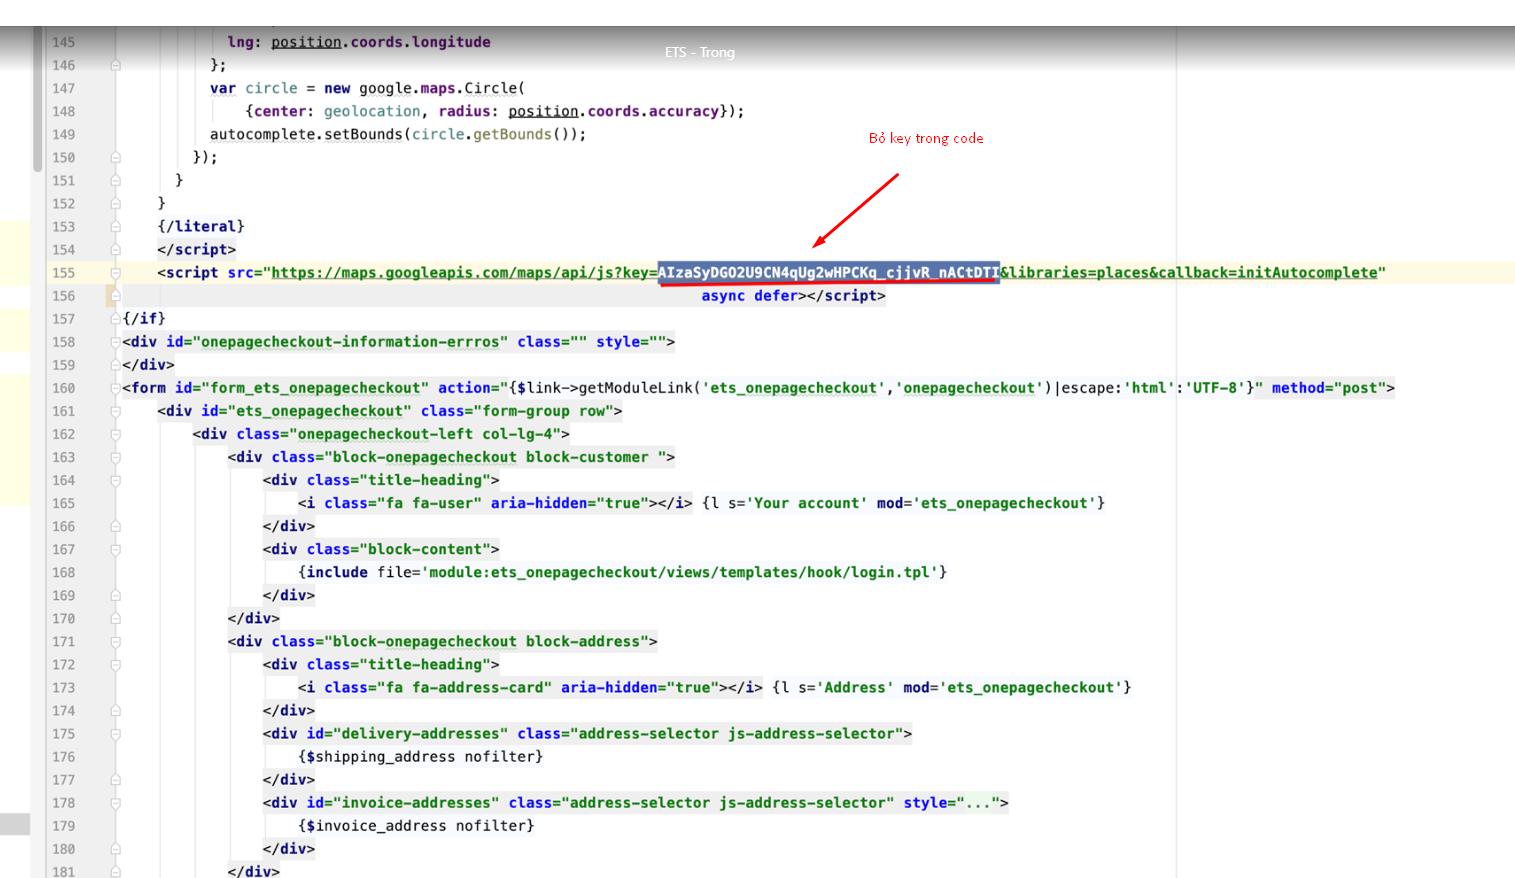 145 lng: position.coords.longitude
ETS - Trong
146 };
147 var circle = new google.maps.Circle(
148 {center: geolocation, radius: position.coords.accuracy});
149 autocomplete.setBounds(circle.getBounds());
Bỏ key trong code
150 });
151 }
152 }
153 {/literal}
154 </script>
155 <script src="https://maps.googleapis.com/maps/api/js?key=AIzaSyDGO2U9CN4qUg2wHPCKq_cjjvR_nACtDTI&libraries=places&callback=initAutocomplete"
156 async defer></script>
157 {/if}
158 <div id="onepagecheckout-information-errros" class="" style="">
159 </div>
160 <form id="form_ets_onepagecheckout" action="{$link->getModuleLink('ets_onepagecheckout','onepagecheckout')|escape:'html':'UTF-8'}" method="post">
161 <div id="ets_onepagecheckout" class="form-group row">
162 <div class="onepagecheckout-left col-lg-4">
163 <div class="block-onepagecheckout block-customer ">
164 <div class="title-heading">
165 <i class="fa fa-user" aria-hidden="true"></i> {l s='Your account' mod='ets_onepagecheckout'}
166 </div>
167 <div class="block-content">
168 {include file='module:ets_onepagecheckout/views/templates/hook/login.tpl'}
169 </div>
170 </div>
171 <div class="block-onepagecheckout block-address">
172 <div class="title-heading">
173 <i class="fa fa-address-card" aria-hidden="true"></i> {l s='Address' mod='ets_onepagecheckout'}
174 </div>
175 <div id="delivery-addresses" class="address-selector js-address-selector">
176 {$shipping_address nofilter}
177 </div>
178 <div id="invoice-addresses" class="address-selector js-address-selector" style="...">
179 {$invoice_address nofilter}
180 </div>
181 </div>